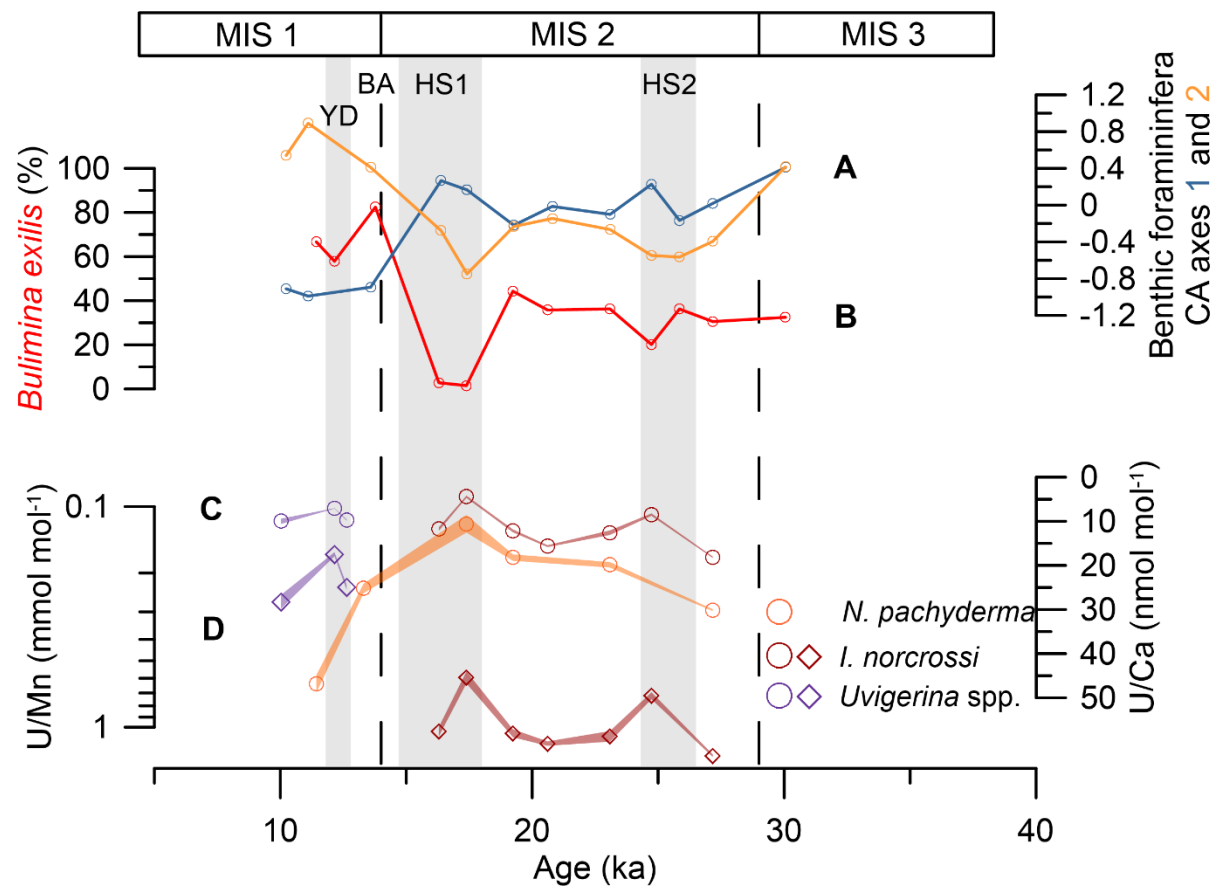 MIS 1 MIS 2 MIS 3
YD BA HS1 HS2
Bulimina exilis (%)
100
80
60
40
20
0
A
B
1.2
0.8
0.4
0
-0.4
-0.8
-1.2
Benthic foramininfera
CA axes 1 and 2
U/Mn (mmol mol-1)
0.1
1
C
D
0
10
20
30
40
50
U/Ca (nmol mol-1)
N. pachyderma
I. norcrossi
Uvigerina spp.
10 20 30 40
Age (ka)